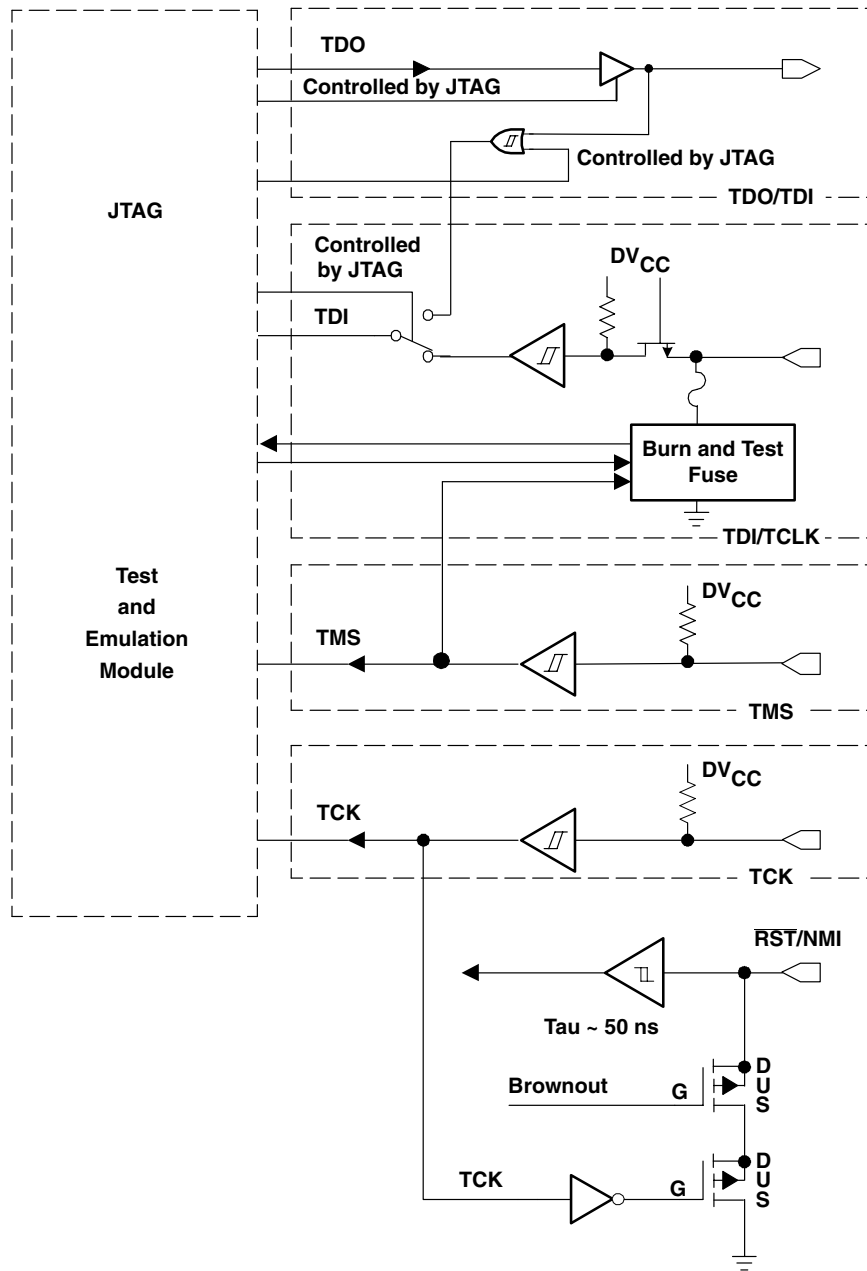 TDO
Controlled by JTAG
Controlled by JTAG
TDO/TDI
JTAG
Controlled
by JTAG
TDI
DVCC
Burn and Test
Fuse
TDI/TCLK
Test
and
Emulation
Module
DVCC
TMS
TMS
DVCC
TCK
TCK
RST/NMI
Tau ~ 50 ns
Brownout
G
D
U
S
TCK
G
D
U
S